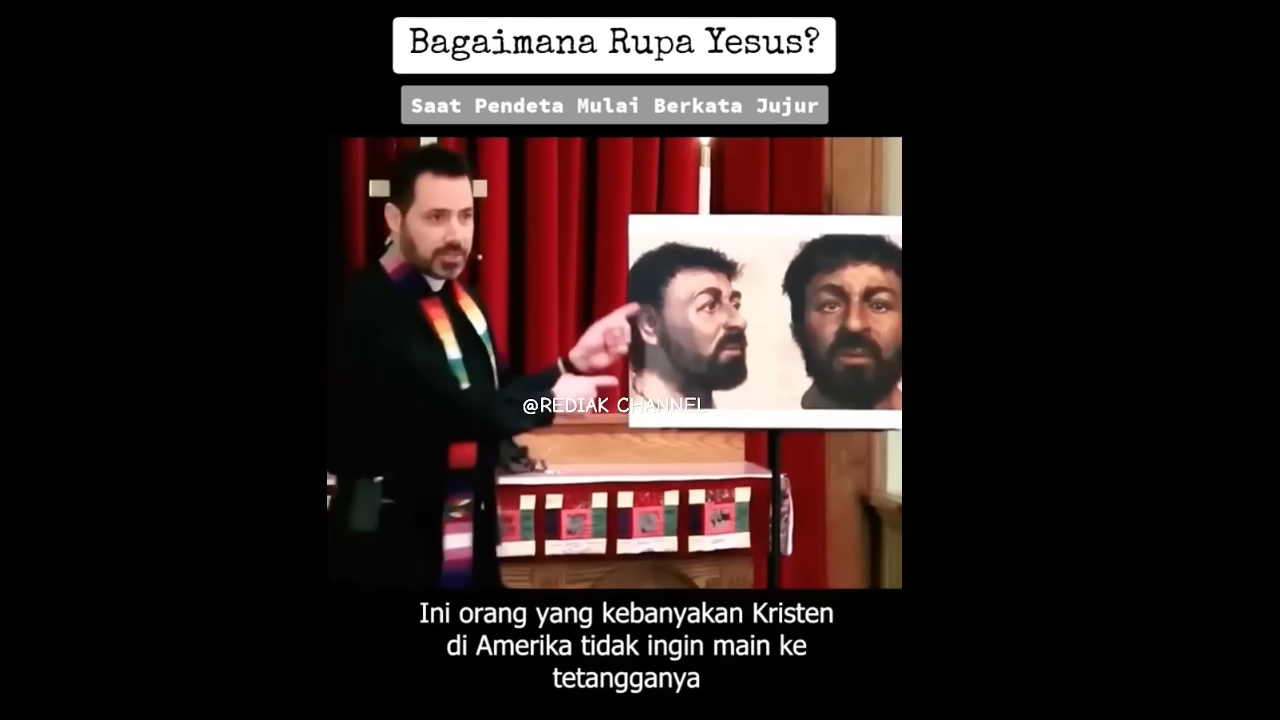 Bagaimana Rupa Yesus?
Saat Pendeta Mulai Berkata Jujur
@REDIAK CHANNEL
Ini orang yang kebanyakan Kristen
di Amerika tidak ingin main ke
tetangganya